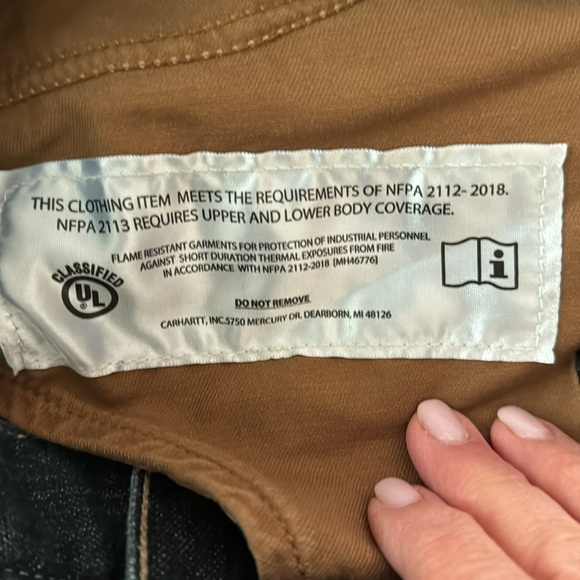 THIS CLOTHING ITEM MEETS THE REQUIREMENTS OF NFPA 2112-2018.
NFPA 2113 REQUIRES UPPER AND LOWER BODY COVERAGE.
FLAME RESISTANT GARMENTS FOR PROTECTION OF INDUSTRIAL PERSONNEL
AGAINST SHORT DURATION THERMAL EXPOSURES FROM FIRE
IN ACCORDANCE WITH NFPA 2112-2018 [MH46776]
CLASSIFIED
UL
i
DO NOT REMOVE
CARHARTT, INC.5750 MERCURY DR. DEARBORN, MI 48126